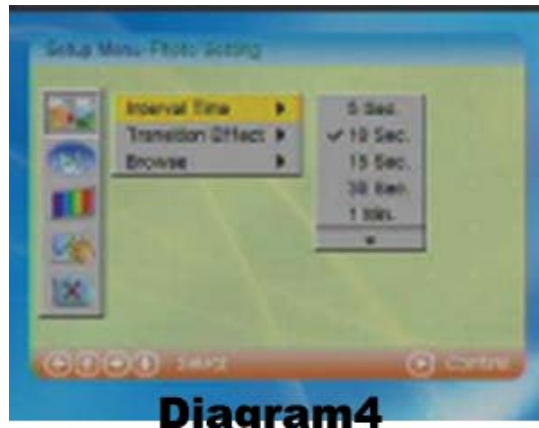 Setup Menu-Photo Setting
Interval Time
Transition Effect
Browse
5 Sec.
10 Sec.
15 Sec.
30 Sec.
1 Min.
Select
Confirm
Diagram4